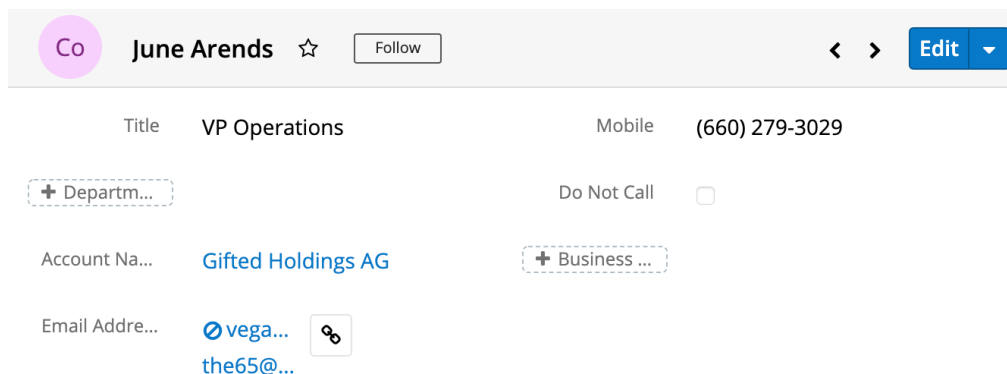 Co June Arends Follow Edit
Title VP Operations Mobile (660) 279-3029
Departm... Do Not Call
Account Na... Gifted Holdings AG Business ...
Email Addre... vega...
the65@...